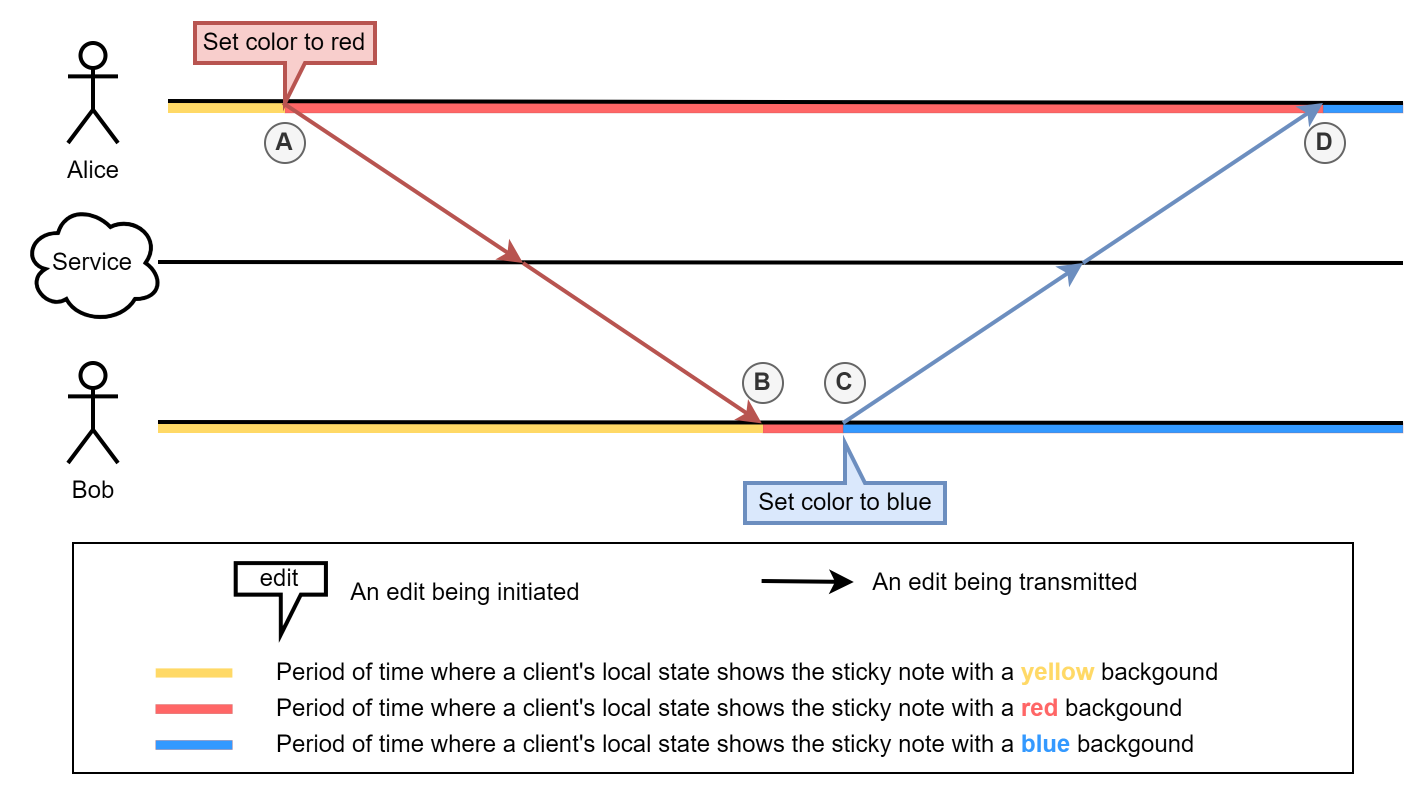 Set color to red
A
D
Alice
Service
B
C
Bob
Set color to blue
edit
An edit being initiated
An edit being transmitted
Period of time where a client's local state shows the sticky note with a yellow backgound
Period of time where a client's local state shows the sticky note with a red backgound
Period of time where a client's local state shows the sticky note with a blue backgound